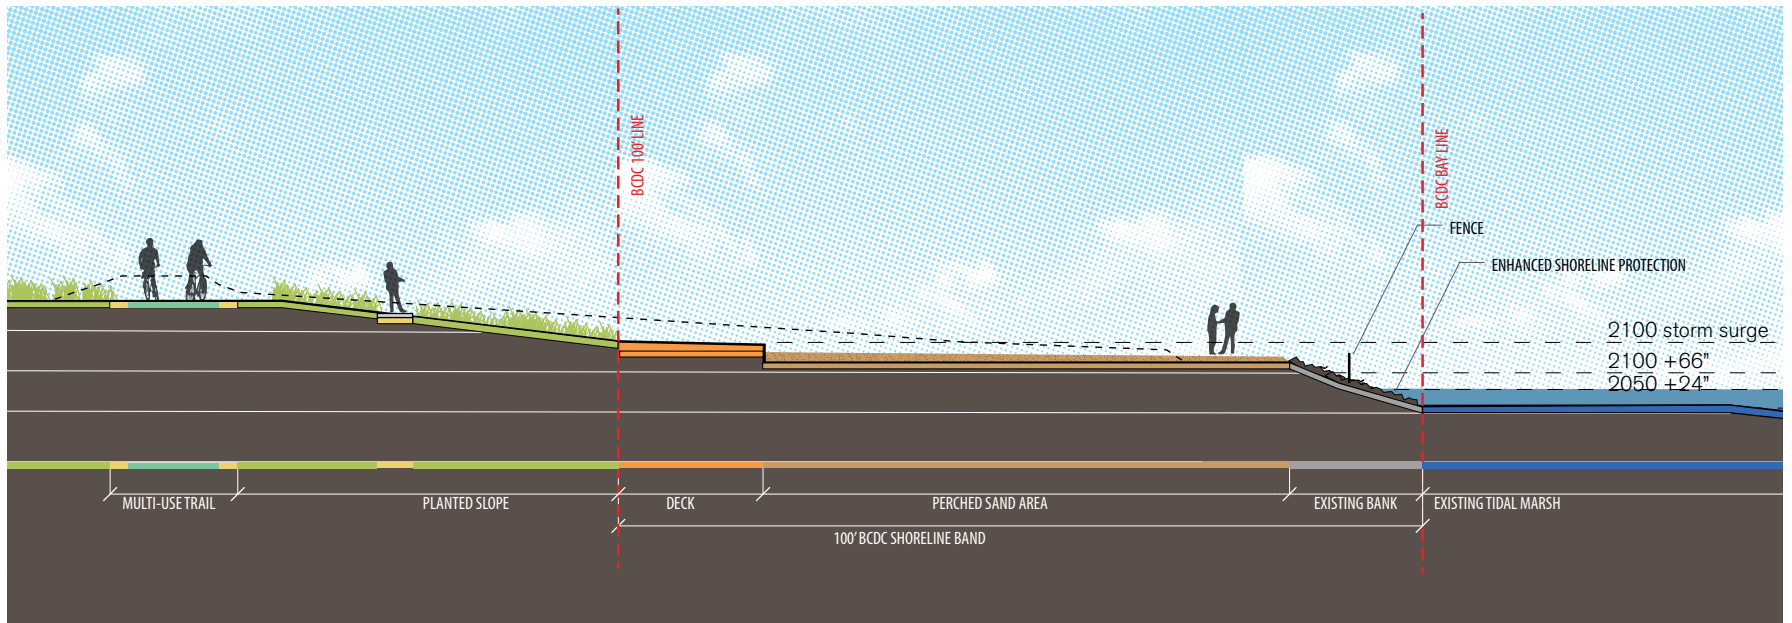 BCDC 100' LINE
BCDC BAY LINE
FENCE
ENHANCED SHORELINE PROTECTION
2100 storm surge
2100 +66"
2050 +24"
MULTI-USE TRAIL
PLANTED SLOPE
DECK
PERCHED SAND AREA
EXISTING BANK
EXISTING TIDAL MARSH
100' BCDC SHORELINE BAND